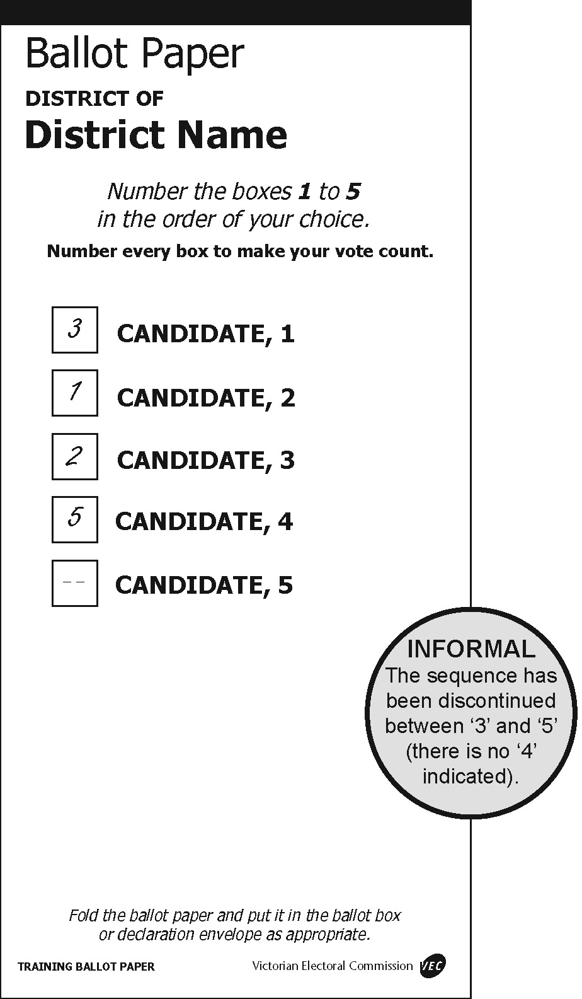 Ballot Paper
DISTRICT OF
District Name
Number the boxes 1 to 5
in the order of your choice.
Number every box to make your vote count.
3 CANDIDATE, 1
1 CANDIDATE, 2
2 CANDIDATE, 3
5 CANDIDATE, 4
-- CANDIDATE, 5
INFORMAL
The sequence has
been discontinued
between ‘3’ and ‘5’
(there is no ‘4’
indicated).
Fold the ballot paper and put it in the ballot box
or declaration envelope as appropriate.
TRAINING BALLOT PAPER Victorian Electoral Commission VEC